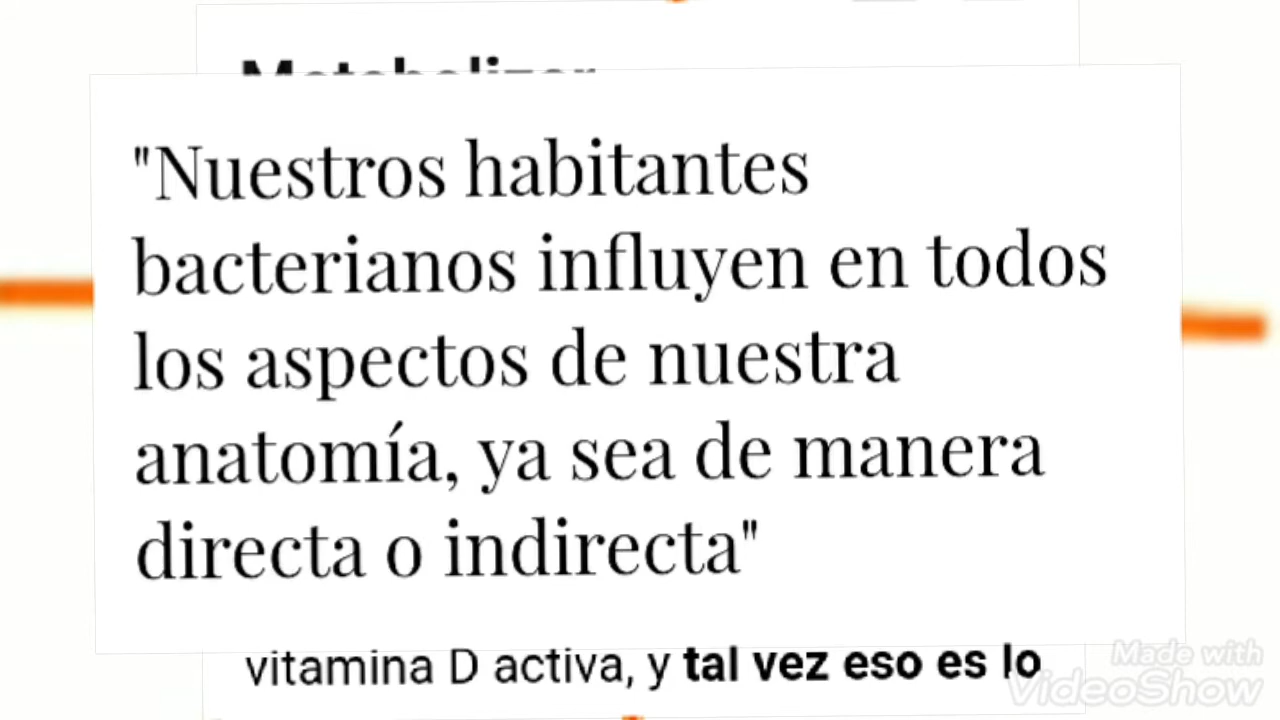 Metabolizar
"Nuestros habitantes
bacterianos influyen en todos
los aspectos de nuestra
anatomía, ya sea de manera
directa o indirecta"
vitamina D activa, y tal vez eso es lo
Made with
VideoShow